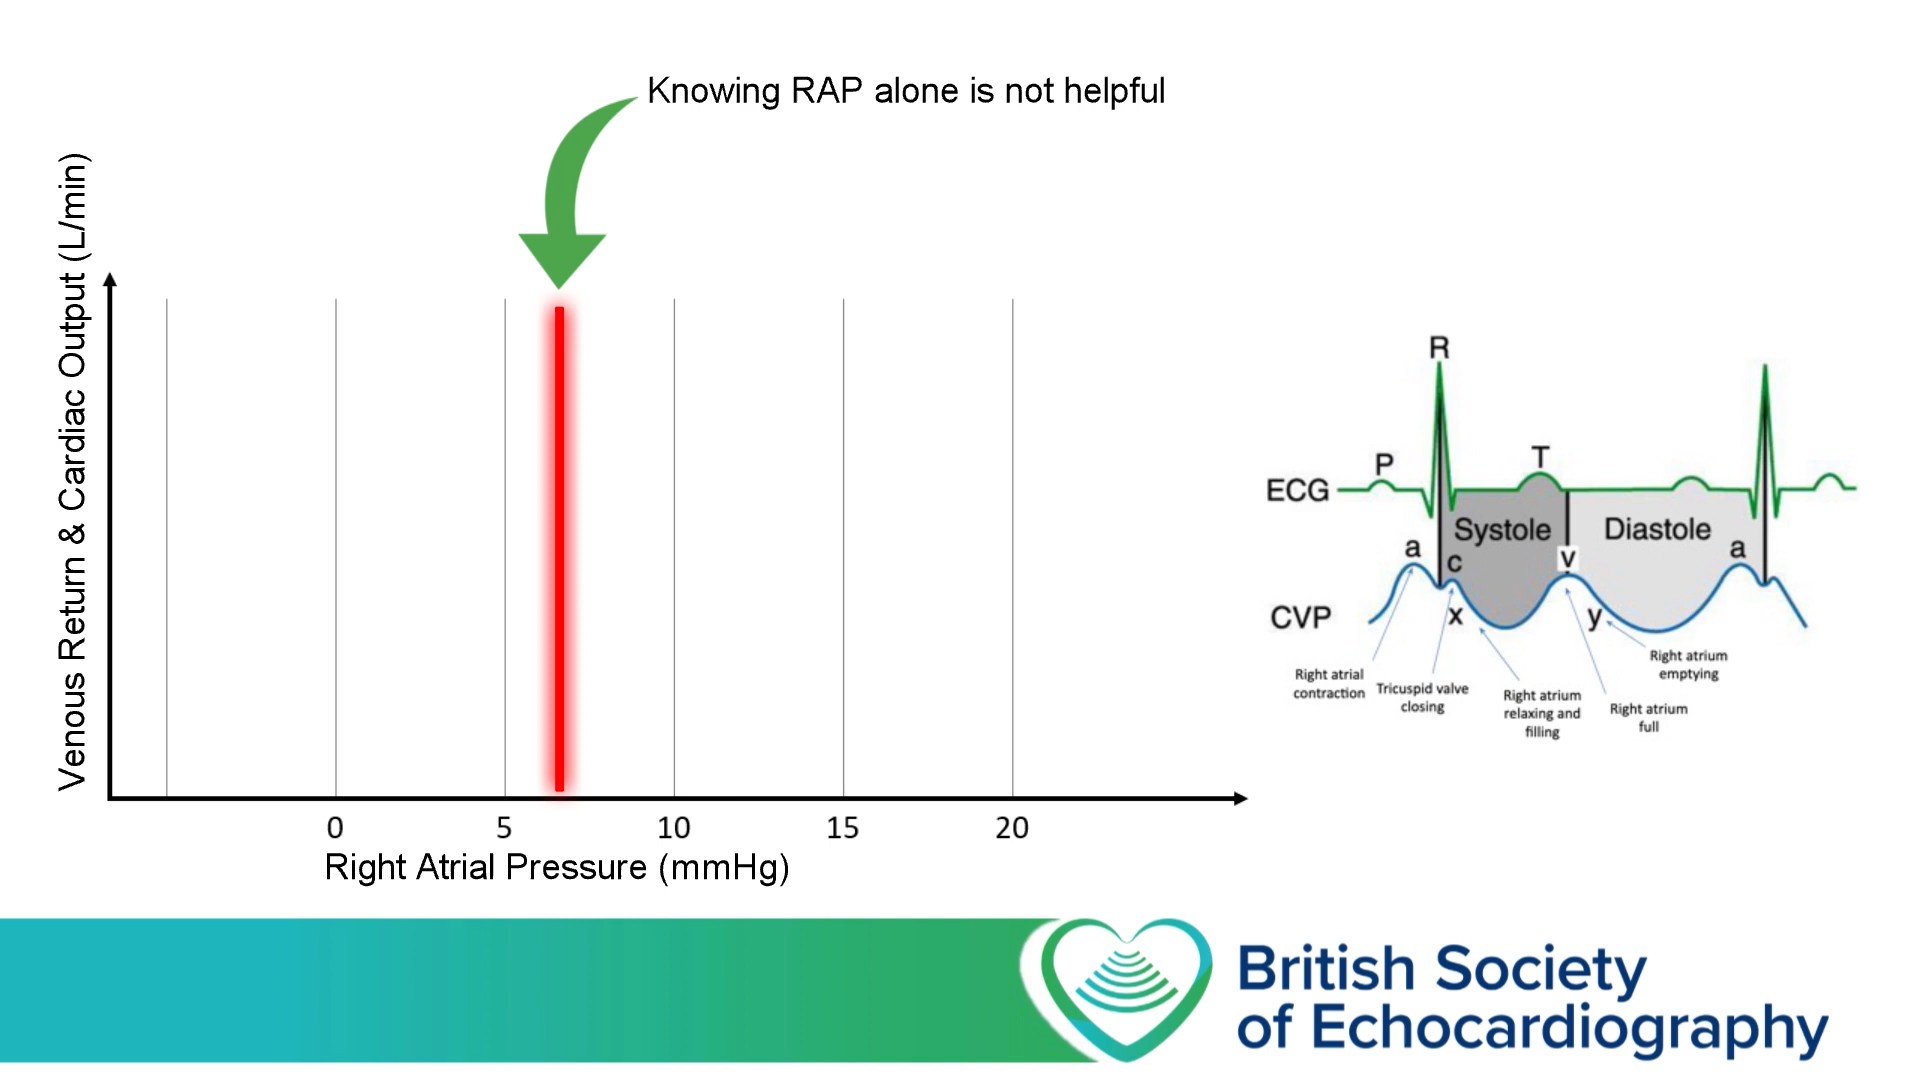 Knowing RAP alone is not helpful
Venous Return & Cardiac Output (L/min)
0 5 10 15 20
Right Atrial Pressure (mmHg)
R
P
T
ECG
Systole
Diastole
a
c
v
a
CVP
x
y
Right atrial
contraction
Tricuspid valve
closing
Right atrium
relaxing and
filling
Right atrium
full
Right atrium
emptying
British Society
of Echocardiography